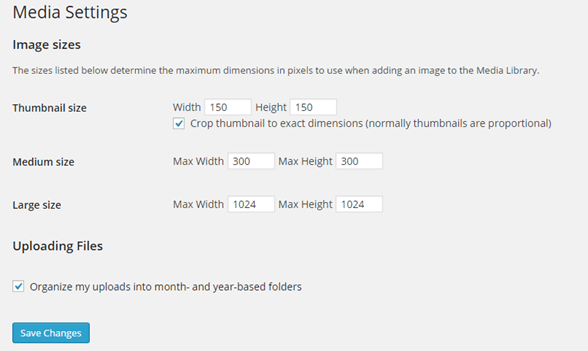 Media Settings
Image sizes
The sizes listed below determine the maximum dimensions in pixels to use when adding an image to the Media Library.
Thumbnail size Width 150 Height 150
Crop thumbnail to exact dimensions (normally thumbnails are proportional)
Medium size Max Width 300 Max Height 300
Large size Max Width 1024 Max Height 1024
Uploading Files
Organize my uploads into month- and year-based folders
Save Changes